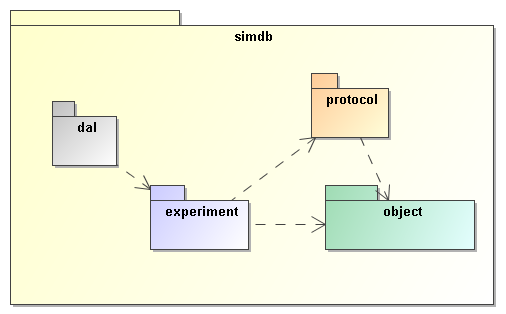 simdb
protocol
dal
experiment
object